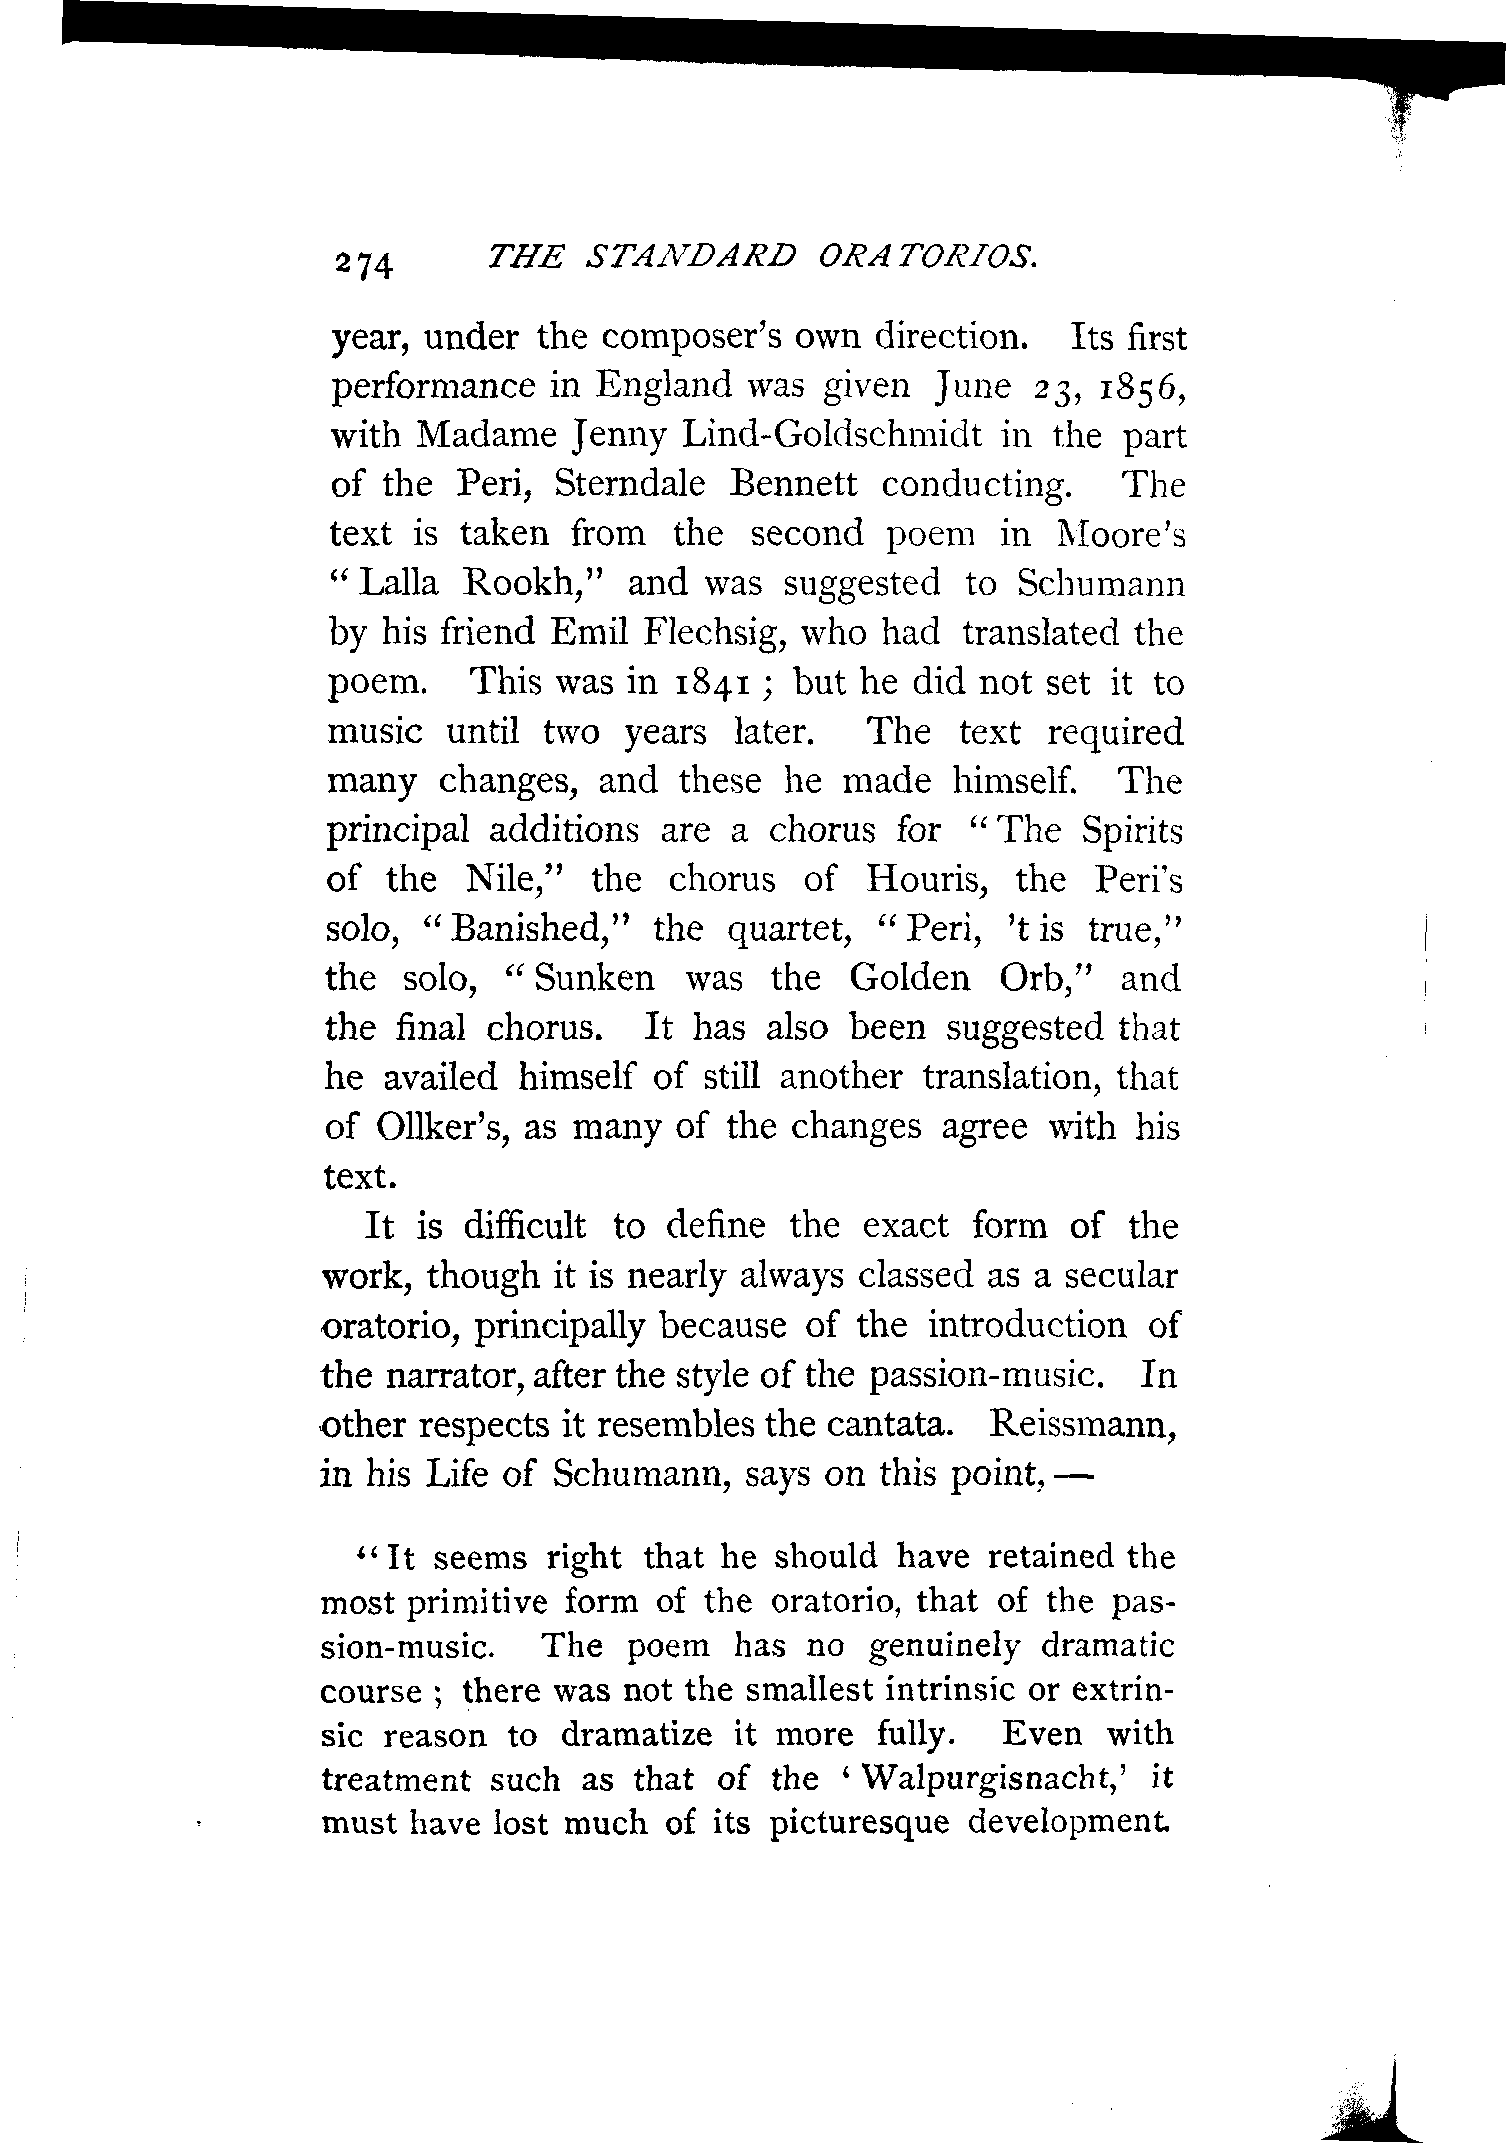 274 THE STANDARD ORATORIOS.
year, under the composer's own direction. Its first
performance in England was given June 23, 1856,
with Madame Jenny Lind-Goldschmidt in the part
of the Peri, Sterndale Bennett conducting. The
text is taken from the second poem in Moore's
"Lalla Rookh," and was suggested to Schumann
by his friend Emil Flechsig, who had translated the
poem. This was in 1841; but he did not set it to
music until two years later. The text required
many changes, and these he made himself. The
principal additions are a chorus for "The Spirits
of the Nile," the chorus of Houris, the Peri's
solo, "Banished," the quartet, "Peri, 't is true,"
the solo, "Sunken was the Golden Orb," and
the final chorus. It has also been suggested that
he availed himself of still another translation, that
of Ollker's, as many of the changes agree with his
text.
It is difficult to define the exact form of the
work, though it is nearly always classed as a secular
oratorio, principally because of the introduction of
the narrator, after the style of the passion-music. In
other respects it resembles the cantata. Reissmann,
in his Life of Schumann, says on this point, —
"It seems right that he should have retained the
most primitive form of the oratorio, that of the pas-
sion-music. The poem has no genuinely dramatic
course; there was not the smallest intrinsic or extrin-
sic reason to dramatize it more fully. Even with
treatment such as that of the 'Walpurgisnacht,' it
must have lost much of its picturesque development.